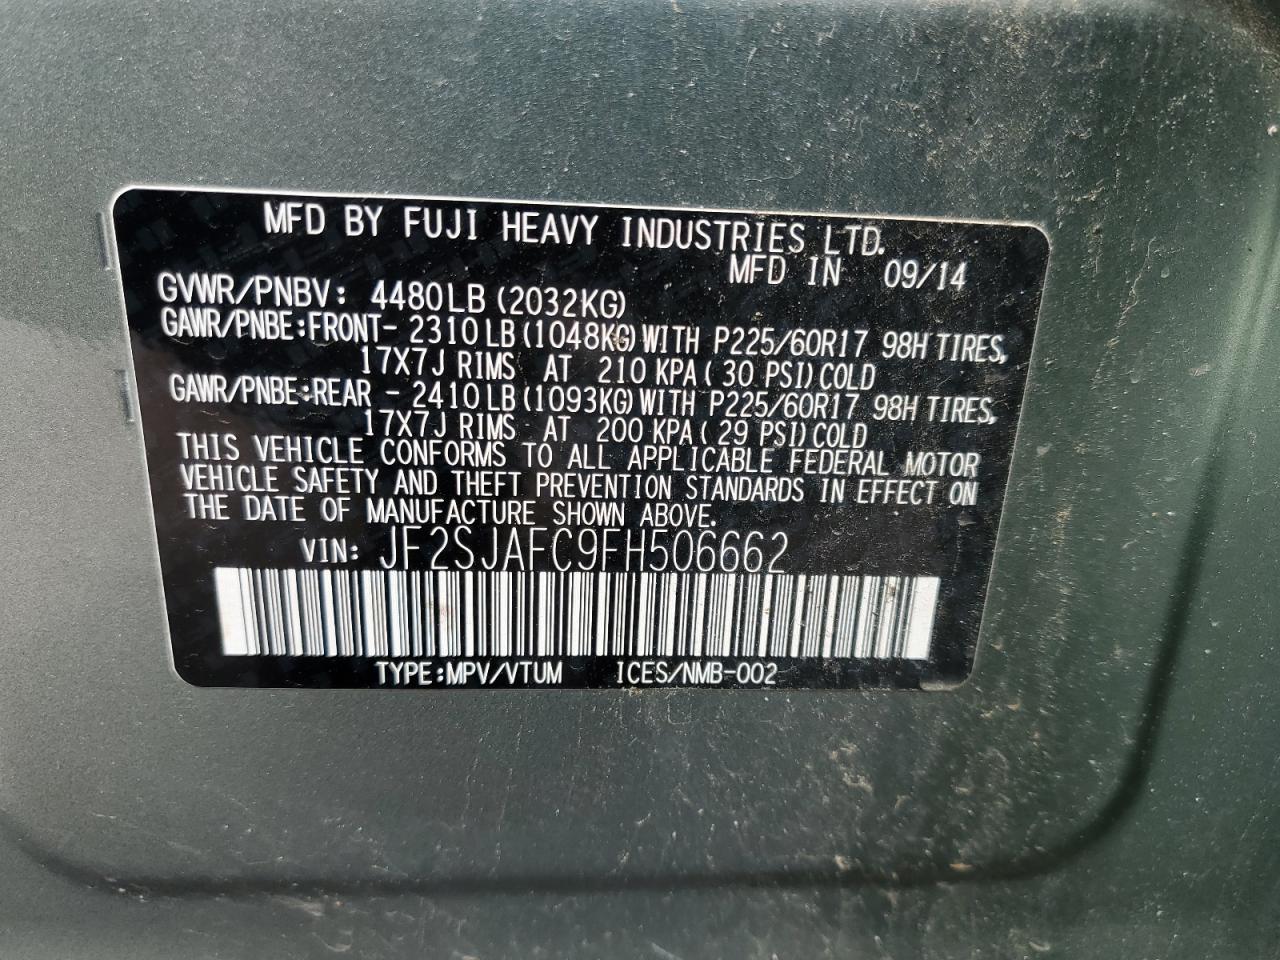 MFD BY FUJI HEAVY INDUSTRIES LTD.
MFD IN 09/14
GVWR/PNBV: 4480LB (2032KG)
GAWR/PNBE:FRONT- 2310 LB (1048KG) WITH P225/60R17 98H TIRES,
17X7J RIMS AT 210 KPA ( 30 PSI) COLD
GAWR/PNBE:REAR - 2410 LB (1093KG) WITH P225/60R17 98H TIRES,
17X7J RIMS AT 200 KPA ( 29 PSI) COLD
THIS VEHICLE CONFORMS TO ALL APPLICABLE FEDERAL MOTOR
VEHICLE SAFETY AND THEFT PREVENTION STANDARDS IN EFFECT ON
THE DATE OF MANUFACTURE SHOWN ABOVE.
VIN: JF2SJAFC9FH506662
TYPE:MPV/VTUM ICES/NMB-002